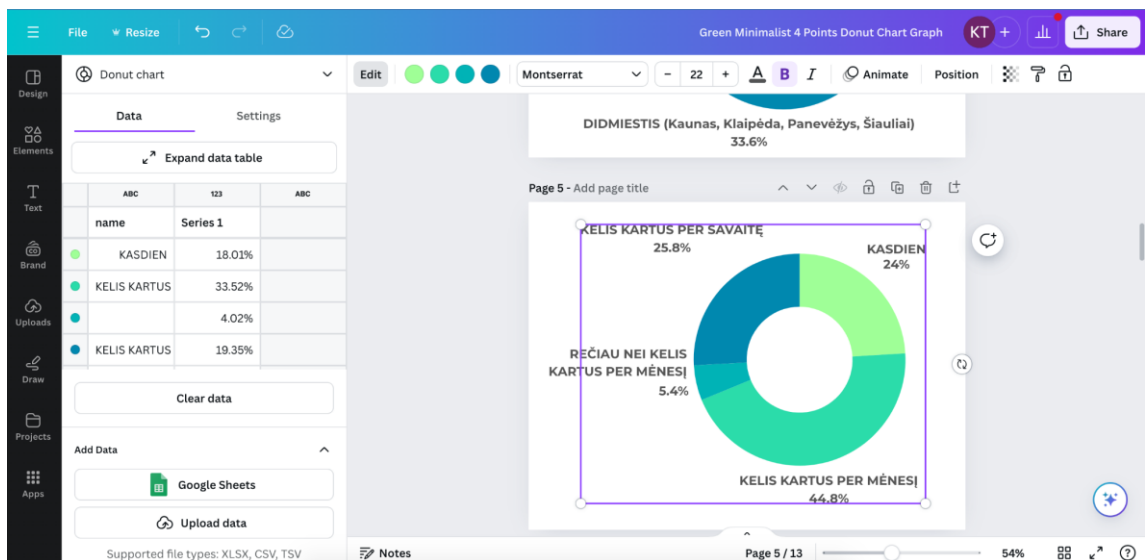 File
Resize
Green Minimalist 4 Points Donut Chart Graph
KT
+
Share
Design
Elements
Text
Brand
Uploads
Draw
Projects
Apps
Donut chart
Data Settings
Expand data table
ABC 123 ABC
name Series 1
KASDIEN 18.01%
KELIS KARTUS 33.52%
4.02%
KELIS KARTUS 19.35%
Clear data
Add Data
Google Sheets
Upload data
Supported file types: XLSX, CSV, TSV
Edit Montserrat - 22 + A B I Animate Position
DIDMIESTIS (Kaunas, Klaipėda, Panevėžys, Šiauliai)
33.6%
Page 5 - Add page title
KELIS KARTUS PER SAVAITĘ
25.8%
KASDIEN
24%
REČIAU NEI KELIS
KARTUS PER MĖNESĮ
5.4%
KELIS KARTUS PER MĖNESĮ
44.8%
Notes Page 5 / 13 54%